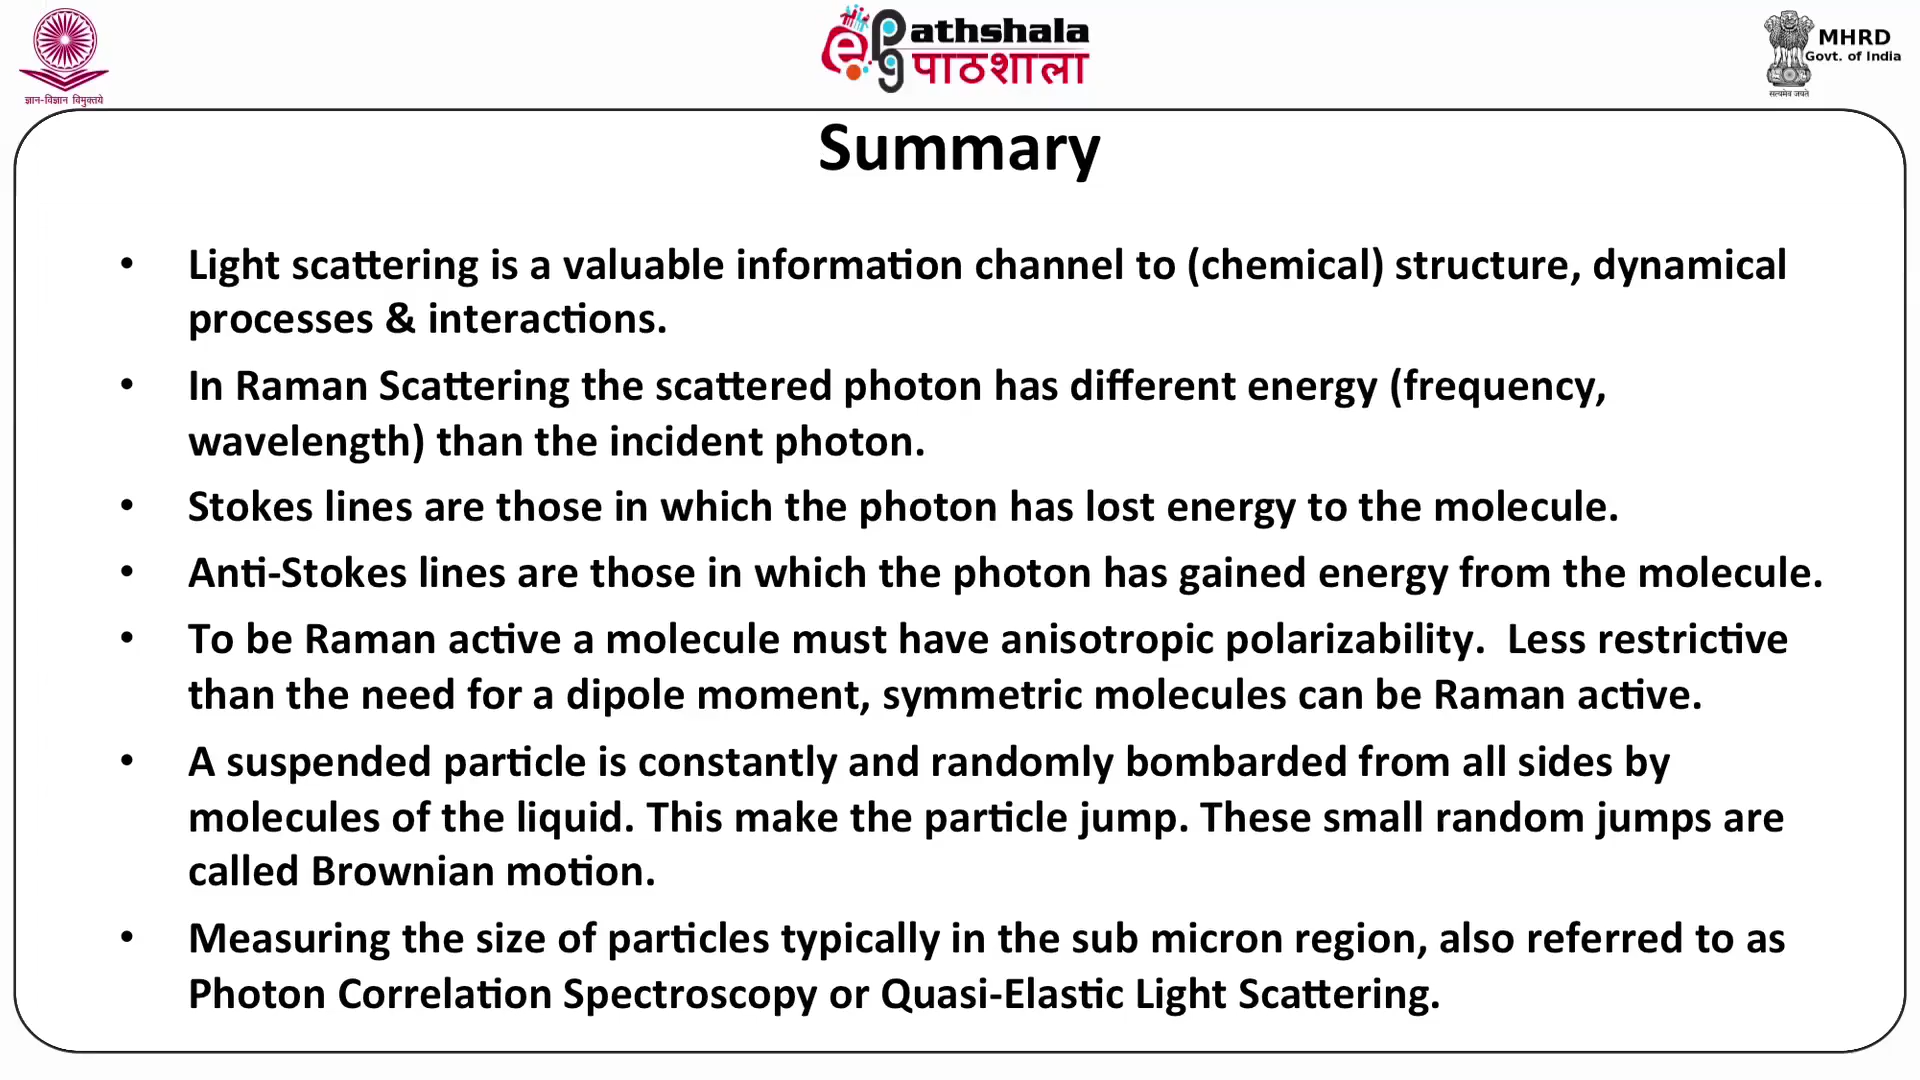 ज्ञान-विज्ञान विमुक्तये
ePGathshala
पाठशाला
MHRD
Govt. of India
सत्यमेव जयते
Summary
• Light scattering is a valuable information channel to (chemical) structure, dynamical
processes & interactions.
• In Raman Scattering the scattered photon has different energy (frequency,
wavelength) than the incident photon.
• Stokes lines are those in which the photon has lost energy to the molecule.
• Anti-Stokes lines are those in which the photon has gained energy from the molecule.
• To be Raman active a molecule must have anisotropic polarizability. Less restrictive
than the need for a dipole moment, symmetric molecules can be Raman active.
• A suspended particle is constantly and randomly bombarded from all sides by
molecules of the liquid. This make the particle jump. These small random jumps are
called Brownian motion.
• Measuring the size of particles typically in the sub micron region, also referred to as
Photon Correlation Spectroscopy or Quasi-Elastic Light Scattering.